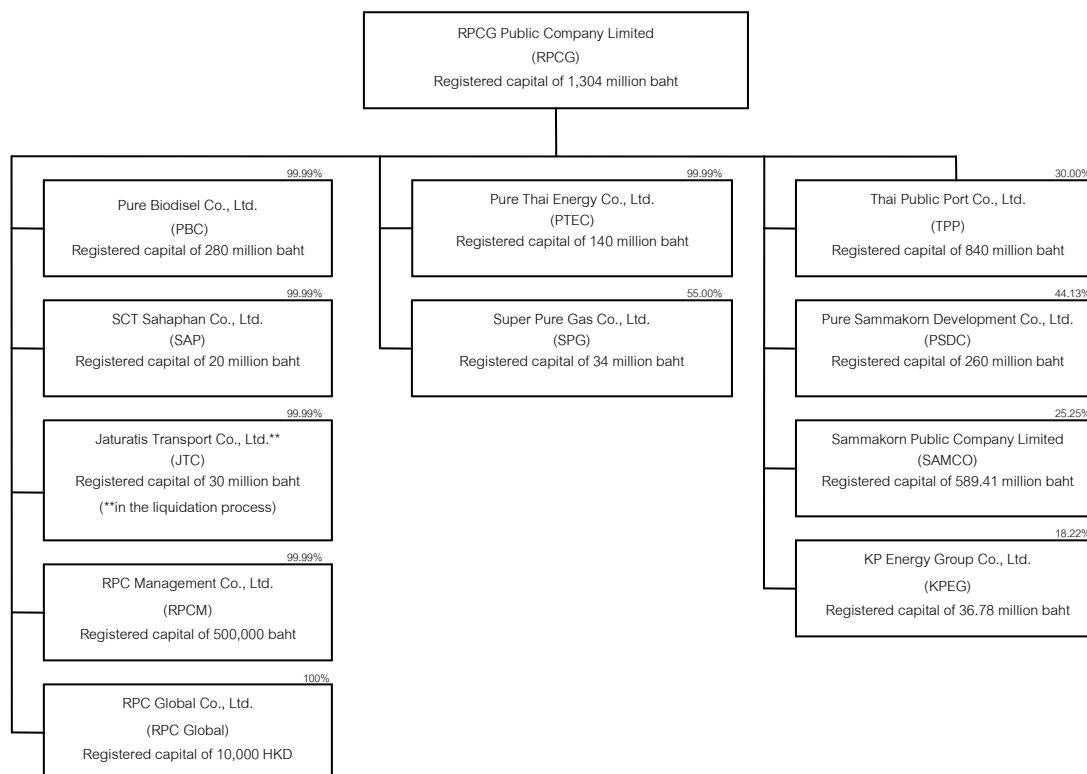 RPCG Public Company Limited
(RPCG)
Registered capital of 1,304 million baht
99.99%
Pure Biodisel Co., Ltd.
(PBC)
Registered capital of 280 million baht
99.99%
SCT Sahaphan Co., Ltd.
(SAP)
Registered capital of 20 million baht
99.99%
Jaturatis Transport Co., Ltd.**
(JTC)
Registered capital of 30 million baht
(**in the liquidation process)
99.99%
RPC Management Co., Ltd.
(RPCM)
Registered capital of 500,000 baht
100%
RPC Global Co., Ltd.
(RPC Global)
Registered capital of 10,000 HKD
99.99%
Pure Thai Energy Co., Ltd.
(PTEC)
Registered capital of 140 million baht
55.00%
Super Pure Gas Co., Ltd.
(SPG)
Registered capital of 34 million baht
30.00%
Thai Public Port Co., Ltd.
(TPP)
Registered capital of 840 million baht
44.13%
Pure Sammakorn Development Co., Ltd.
(PSDC)
Registered capital of 260 million baht
25.25%
Sammakorn Public Company Limited
(SAMCO)
Registered capital of 589.41 million baht
18.22%
KP Energy Group Co., Ltd.
(KPEG)
Registered capital of 36.78 million baht